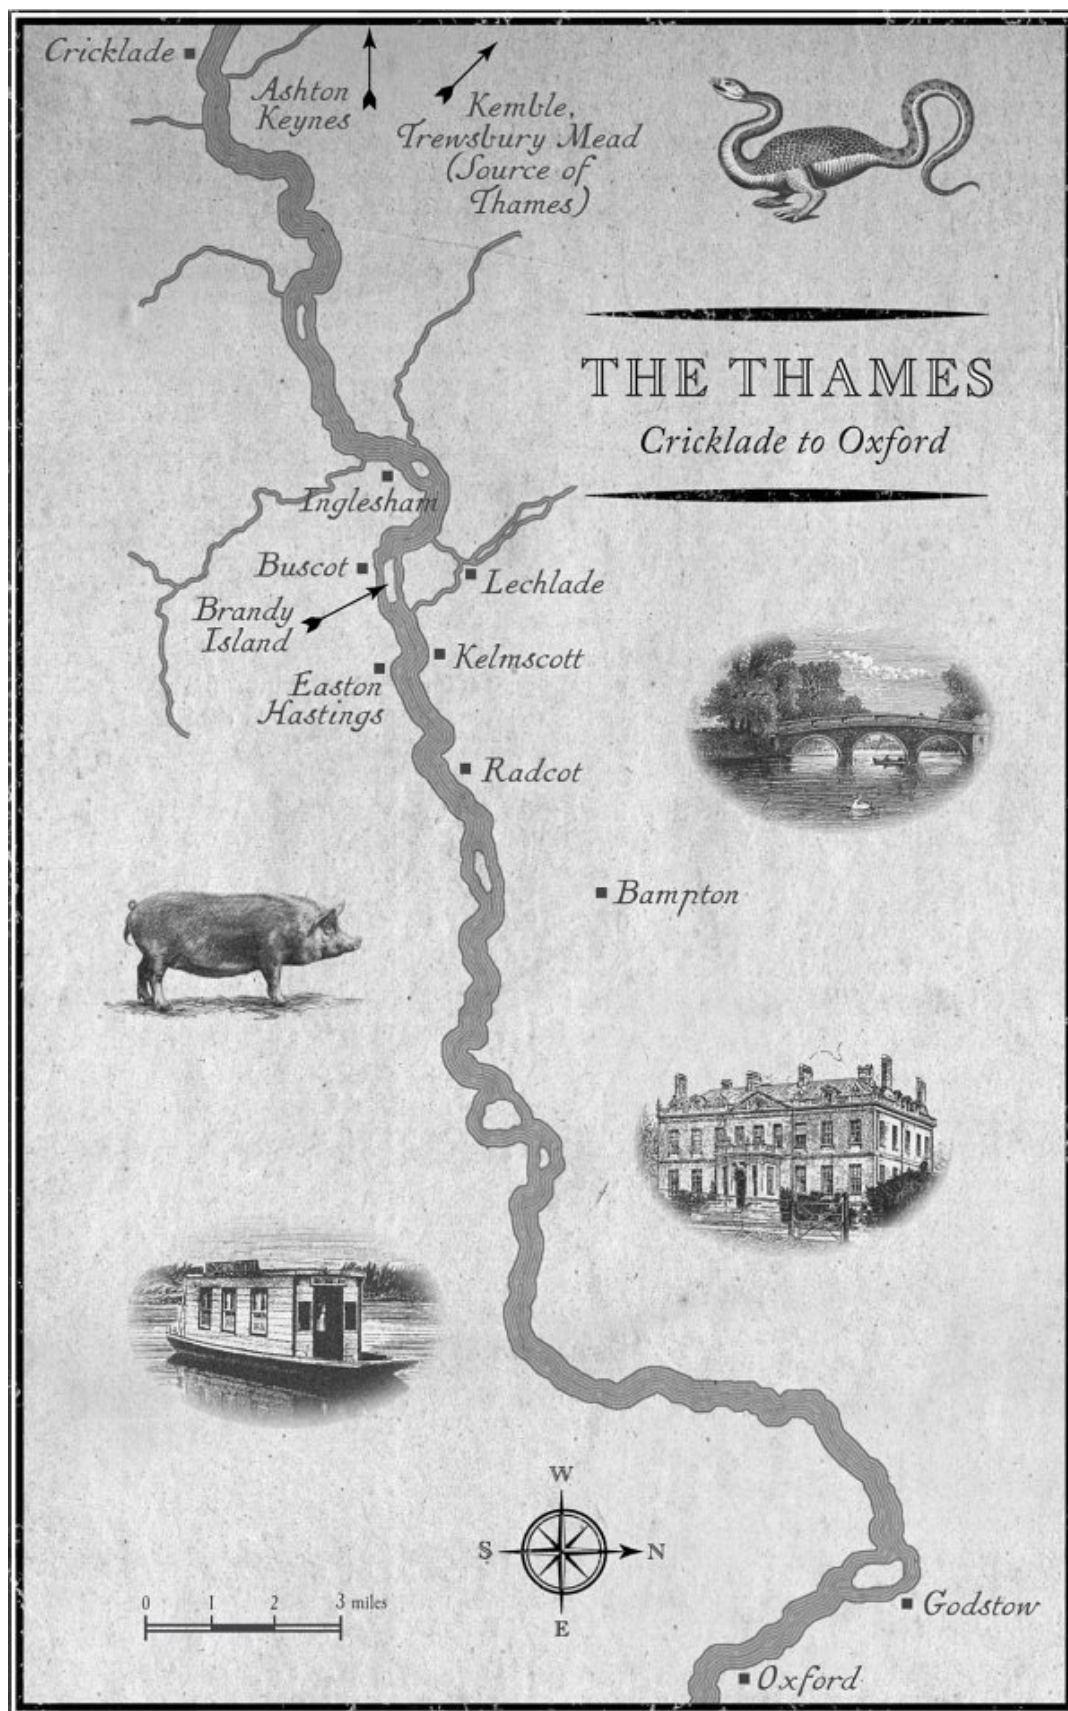 Cricklade
Ashton
Keynes
Kemble,
Trewsbury Mead
(Source of
Thames)
THE THAMES
Cricklade to Oxford
Inglesham
Buscot
Lechlade
Brandy
Island
Kelmscott
Easton
Hastings
Radcot
Bampton
W
S
N
E
0 1 2 3 miles
Godstow
Oxford